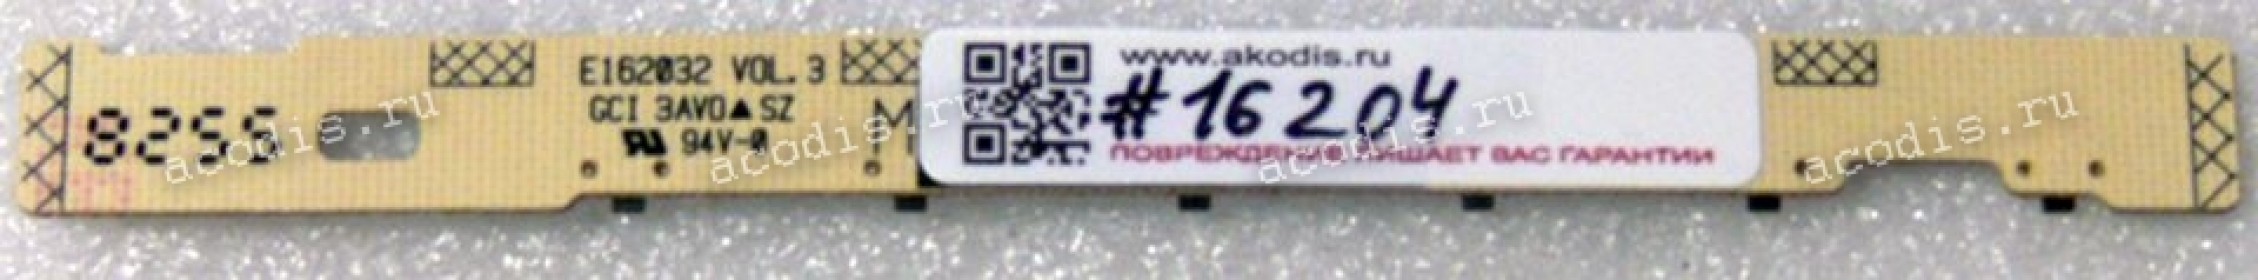 8255
E162032 VOL. 3
GCI 3AV0▲SZ
94V-0
M
www.akodis.ru
#16204
ПОВРЕЖДЕНИЕ ЛИШАЕТ ВАС ГАРАНТИИ
acodis.ru
acodis.ru
acodis.ru
acodis.ru